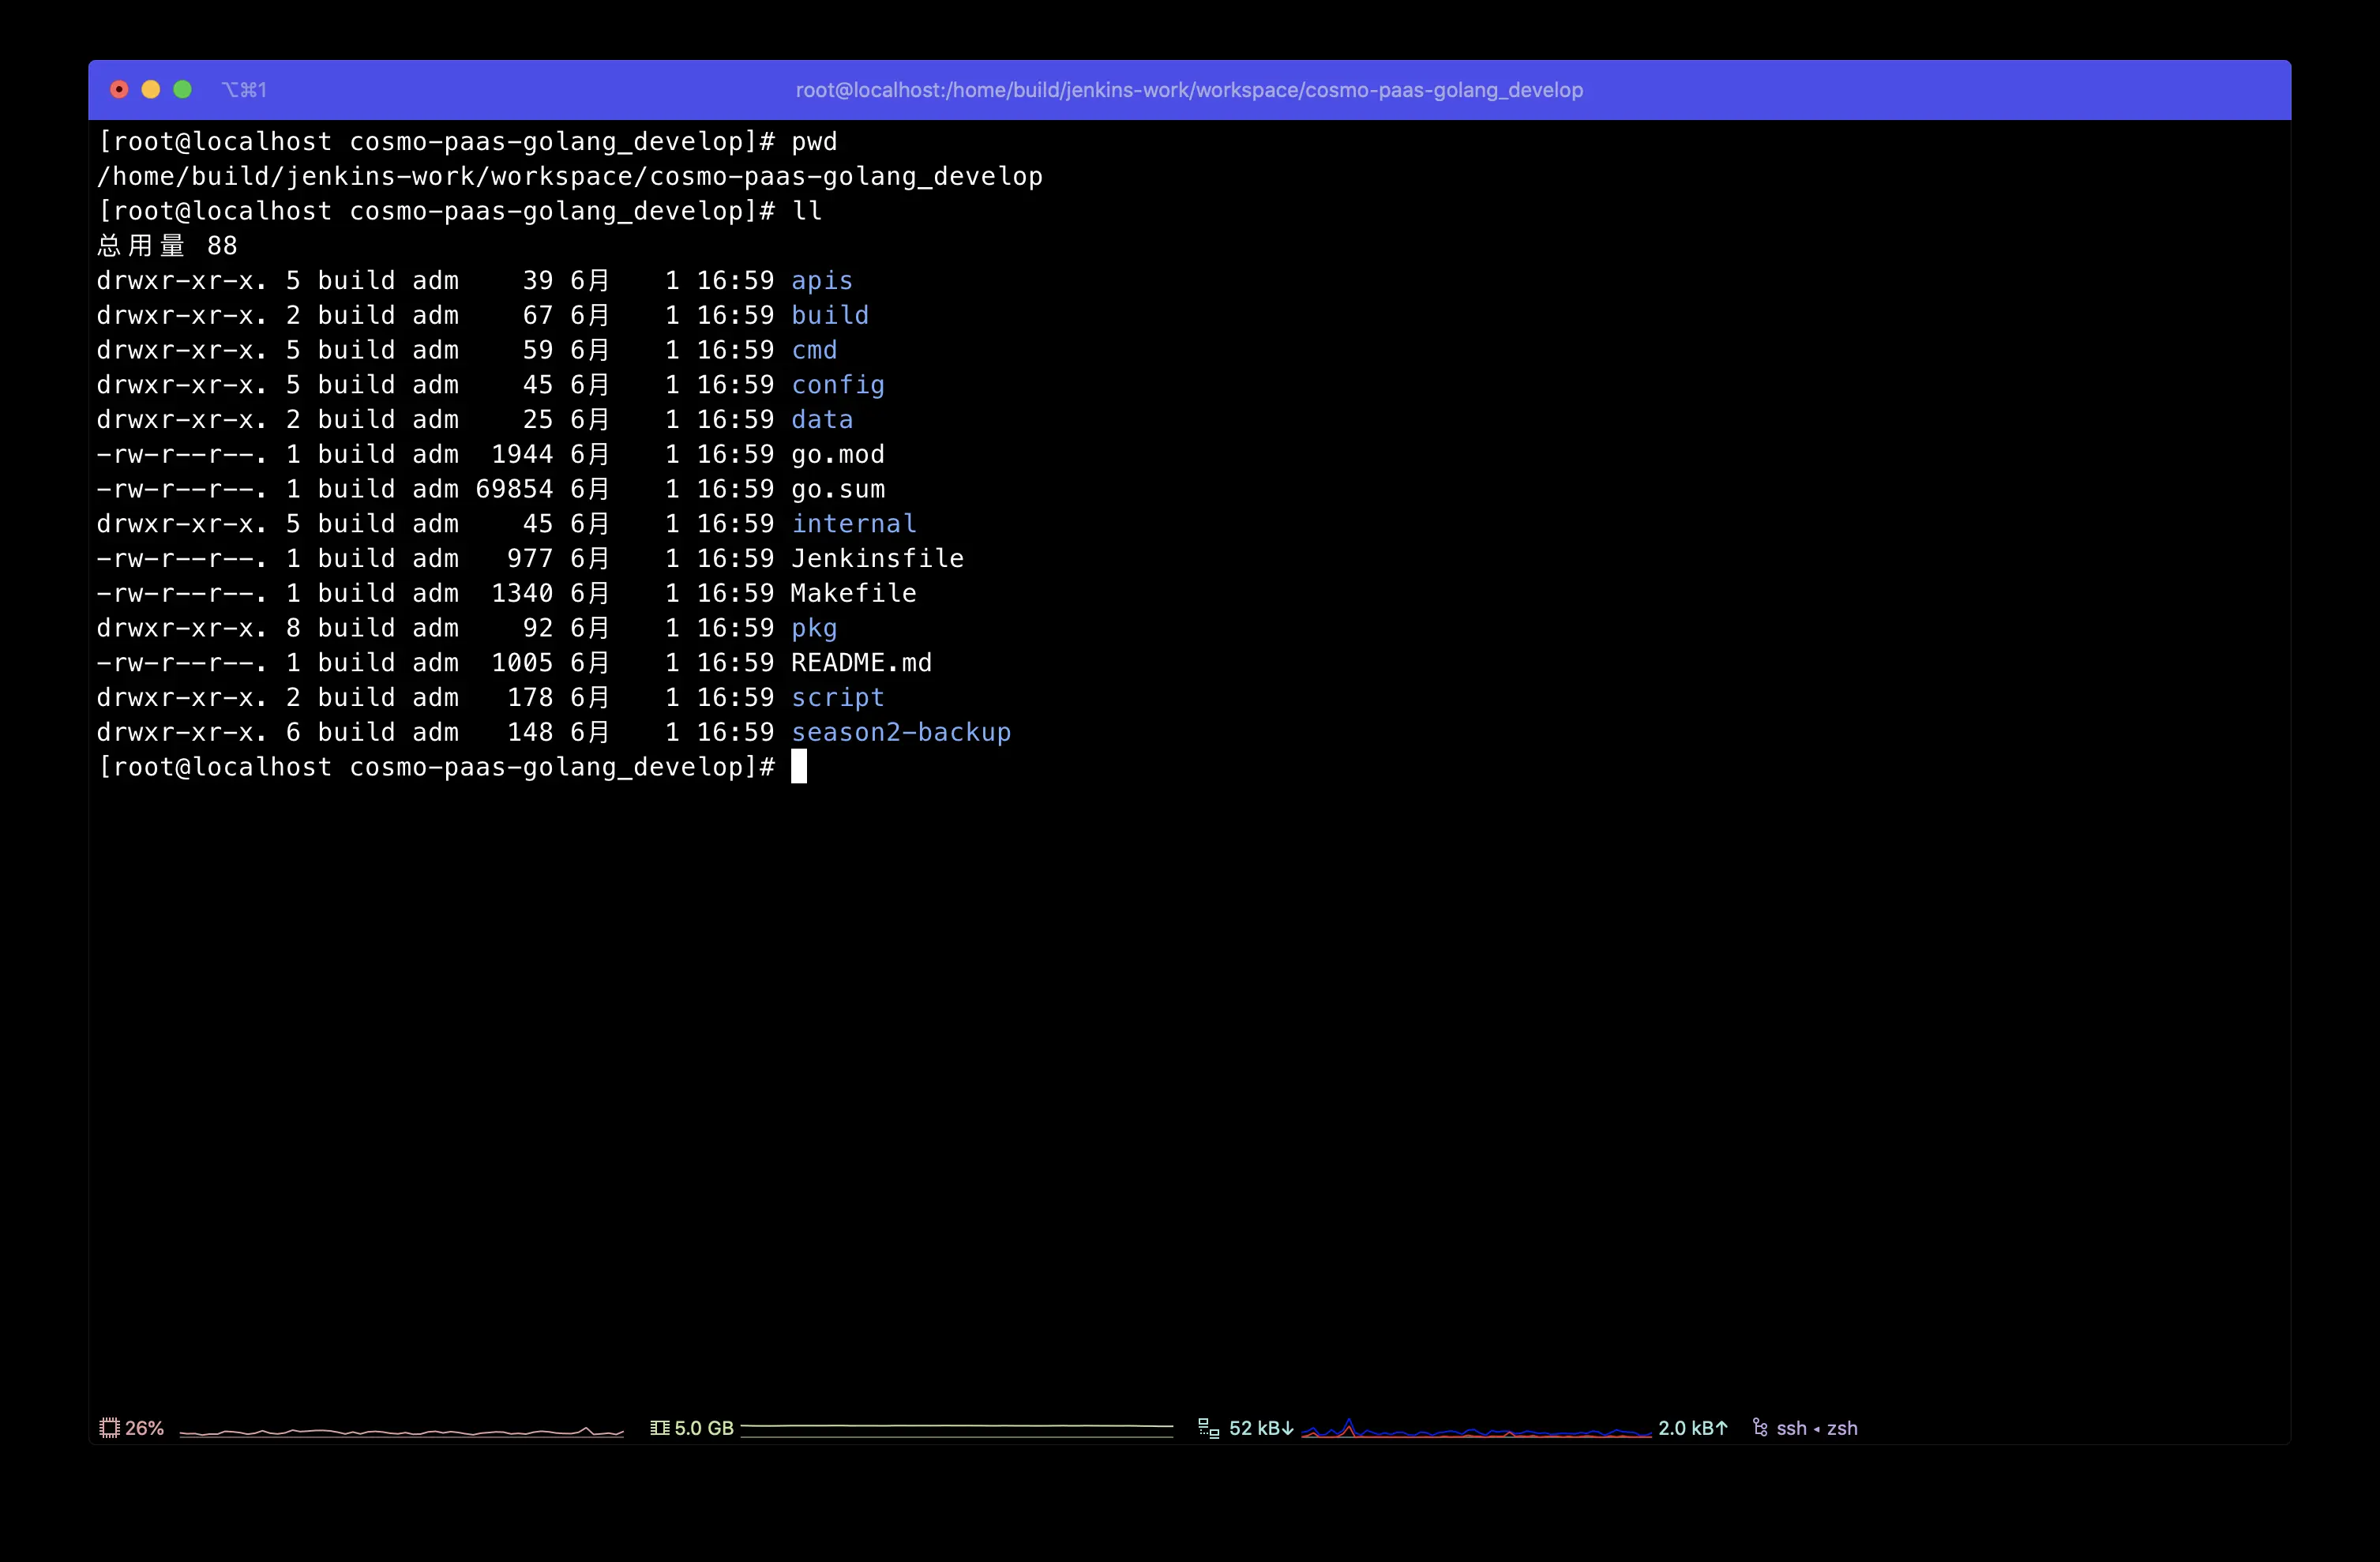 ⌥⌘1 root@localhost:/home/build/jenkins-work/workspace/cosmo-paas-golang_develop
[root@localhost cosmo-paas-golang_develop]# pwd
/home/build/jenkins-work/workspace/cosmo-paas-golang_develop
[root@localhost cosmo-paas-golang_develop]# ll
总用量 88
drwxr-xr-x. 5 build adm    39 6月   1 16:59 apis
drwxr-xr-x. 2 build adm    67 6月   1 16:59 build
drwxr-xr-x. 5 build adm    59 6月   1 16:59 cmd
drwxr-xr-x. 5 build adm    45 6月   1 16:59 config
drwxr-xr-x. 2 build adm    25 6月   1 16:59 data
-rw-r--r--. 1 build adm  1944 6月   1 16:59 go.mod
-rw-r--r--. 1 build adm 69854 6月   1 16:59 go.sum
drwxr-xr-x. 5 build adm    45 6月   1 16:59 internal
-rw-r--r--. 1 build adm   977 6月   1 16:59 Jenkinsfile
-rw-r--r--. 1 build adm  1340 6月   1 16:59 Makefile
drwxr-xr-x. 8 build adm    92 6月   1 16:59 pkg
-rw-r--r--. 1 build adm  1005 6月   1 16:59 README.md
drwxr-xr-x. 2 build adm   178 6月   1 16:59 script
drwxr-xr-x. 6 build adm   148 6月   1 16:59 season2-backup
[root@localhost cosmo-paas-golang_develop]#
26% 5.0 GB 52 kB↓ 2.0 kB↑ ssh ◂ zsh